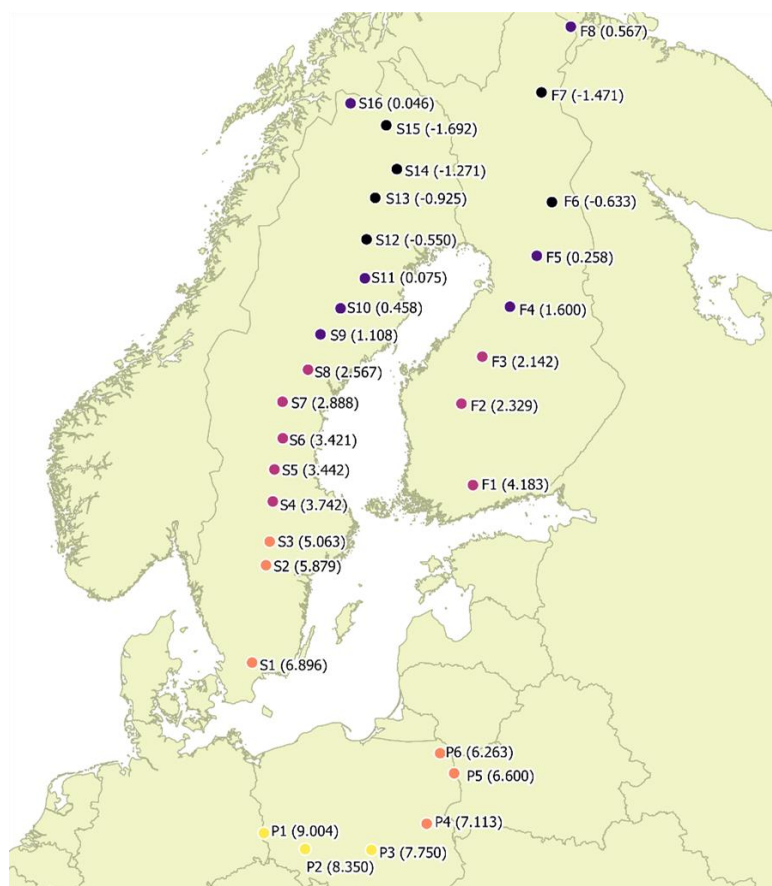 F8 (0.567)
F7 (-1.471)
S16 (0.046)
S15 (-1.692)
S14 (-1.271)
S13 (-0.925)
F6 (-0.633)
S12 (-0.550)
F5 (0.258)
S11 (0.075)
S10 (0.458)
F4 (1.600)
S9 (1.108)
F3 (2.142)
S8 (2.567)
S7 (2.888)
F2 (2.329)
S6 (3.421)
S5 (3.442)
F1 (4.183)
S4 (3.742)
S3 (5.063)
S2 (5.879)
S1 (6.896)
P6 (6.263)
P5 (6.600)
P4 (7.113)
P1 (9.004)
P3 (7.750)
P2 (8.350)